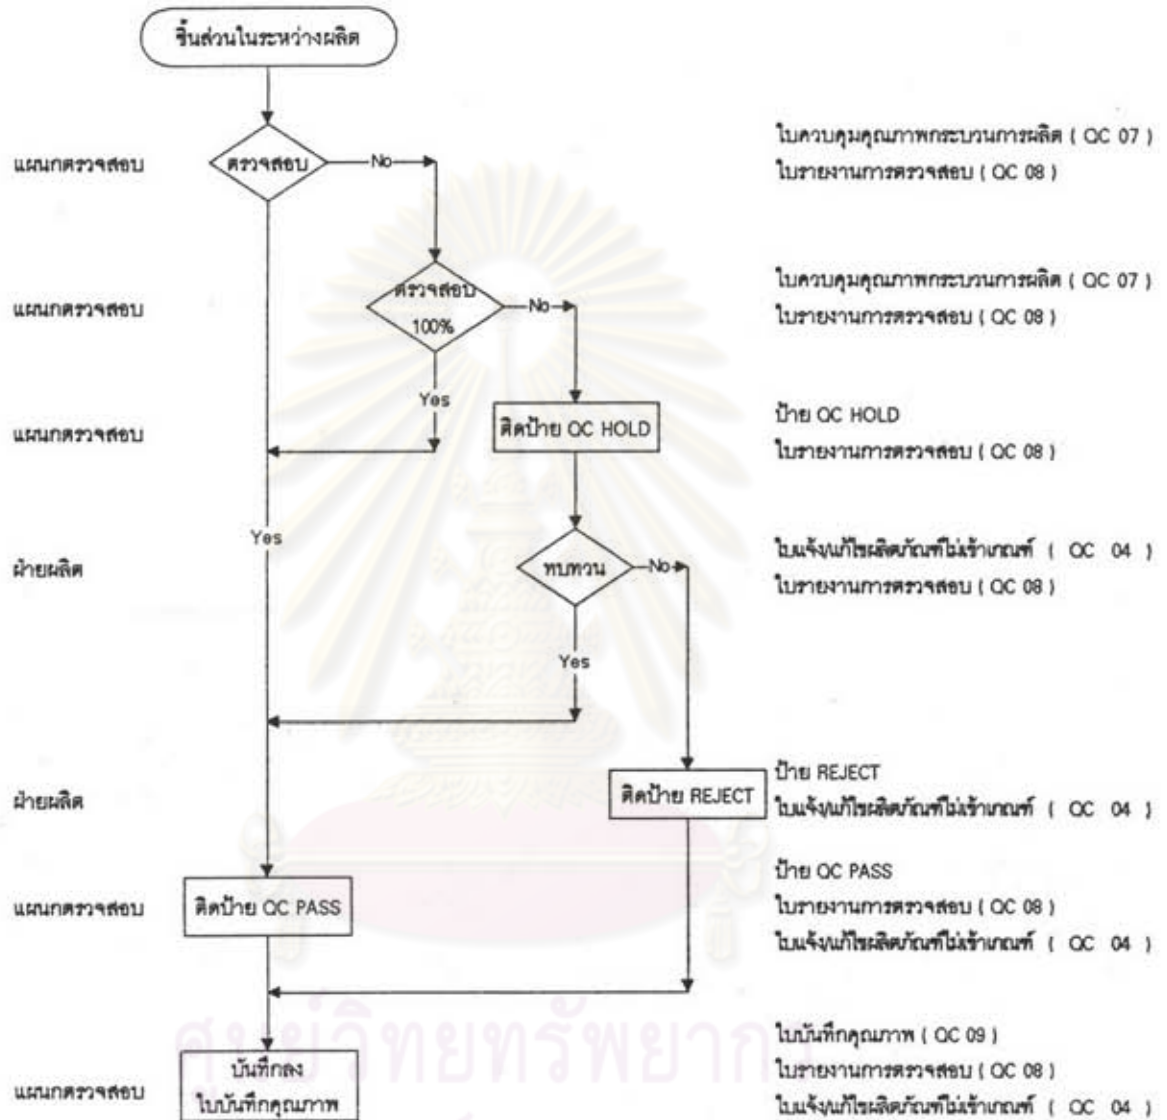 ชิ้นส่วนในระหว่างผลิต
ใบควบคุมคุณภาพกระบวนการผลิต ( QC 07 )
แผนกตรวจสอบ
ตรวจสอบ
No
ใบรายงานการตรวจสอบ ( QC 08 )
ใบควบคุมคุณภาพกระบวนการผลิต ( QC 07 )
แผนกตรวจสอบ
ตรวจสอบ
100%
No
ใบรายงานการตรวจสอบ ( QC 08 )
Yes
แผนกตรวจสอบ
ติดป้าย QC HOLD
ป้าย QC HOLD
ใบรายงานการตรวจสอบ ( QC 08 )
Yes
ฝ่ายผลิต
ทบทวน
No
ใบแจ้ง/แก้ไขผลิตภัณฑ์ไม่เข้าเกณฑ์ ( QC 04 )
ใบรายงานการตรวจสอบ ( QC 08 )
Yes
ฝ่ายผลิต
ติดป้าย REJECT
ป้าย REJECT
ใบแจ้ง/แก้ไขผลิตภัณฑ์ไม่เข้าเกณฑ์ ( QC 04 )
แผนกตรวจสอบ
ติดป้าย QC PASS
ป้าย QC PASS
ใบรายงานการตรวจสอบ ( QC 08 )
ใบแจ้ง/แก้ไขผลิตภัณฑ์ไม่เข้าเกณฑ์ ( QC 04 )
ศูนย์วิทยทรัพยากร
แผนกตรวจสอบ
บันทึกลง
ใบบันทึกคุณภาพ
ใบบันทึกคุณภาพ ( QC 09 )
ใบรายงานการตรวจสอบ ( QC 08 )
ใบแจ้ง/แก้ไขผลิตภัณฑ์ไม่เข้าเกณฑ์ ( QC 04 )